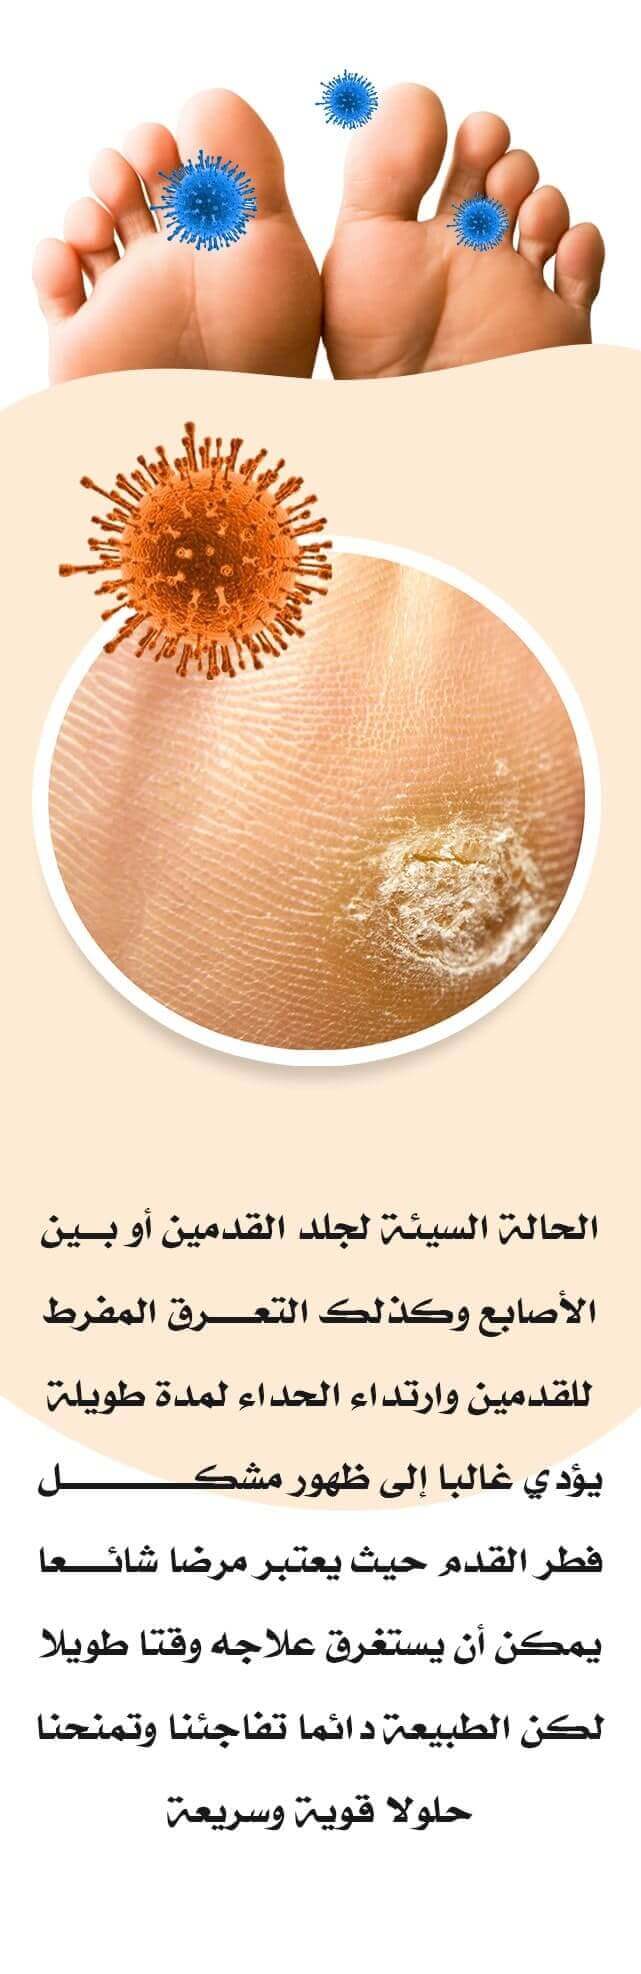 الحالة السيئة لجلد القدمين أو بين
الأصابع وكذلك التعرق المفرط
للقدمين وارتداء الحداء لمدة طويلة
يؤدي غالبا إلى ظهور مشكل
فطر القدم حيث يعتبر مرضا شائعا
يمكن أن يستغرق علاجه وقتا طويلا
لكن الطبيعة دائما تفاجئنا وتمنحنا
حلولا قوية وسريعة